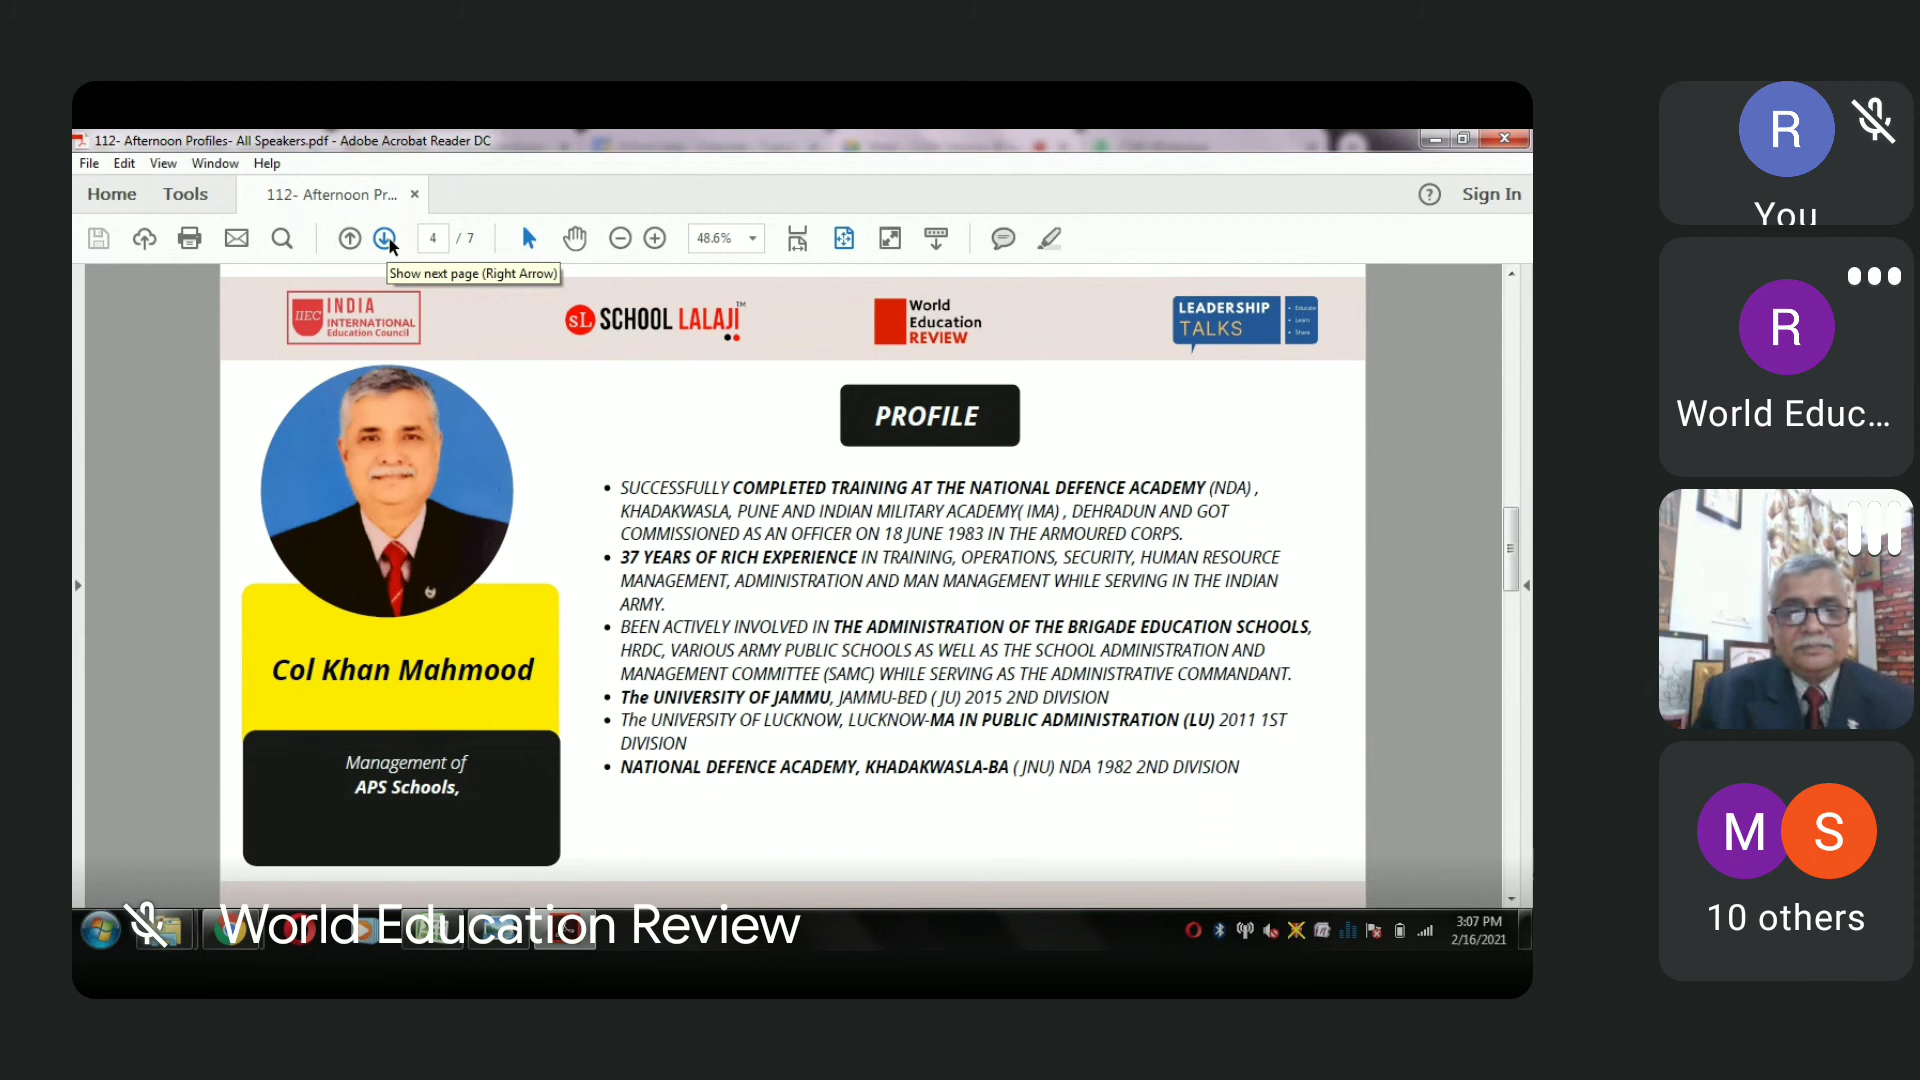 112- Afternoon Profiles- All Speakers.pdf - Adobe Acrobat Reader DC
File Edit View Window Help
Home Tools 112- Afternoon Pr... × Sign In
4 / 7 48.6%
Show next page (Right Arrow)
IIEC INDIA INTERNATIONAL Education Council
SL SCHOOL LALAJI™
World Education REVIEW
LEADERSHIP TALKS
• Educate
• Learn
• Share
PROFILE
• SUCCESSFULLY COMPLETED TRAINING AT THE NATIONAL DEFENCE ACADEMY (NDA) ,
KHADAKWASLA, PUNE AND INDIAN MILITARY ACADEMY( IMA) , DEHRADUN AND GOT
COMMISSIONED AS AN OFFICER ON 18 JUNE 1983 IN THE ARMOURED CORPS.
• 37 YEARS OF RICH EXPERIENCE IN TRAINING, OPERATIONS, SECURITY, HUMAN RESOURCE
MANAGEMENT, ADMINISTRATION AND MAN MANAGEMENT WHILE SERVING IN THE INDIAN
ARMY.
• BEEN ACTIVELY INVOLVED IN THE ADMINISTRATION OF THE BRIGADE EDUCATION SCHOOLS,
HRDC, VARIOUS ARMY PUBLIC SCHOOLS AS WELL AS THE SCHOOL ADMINISTRATION AND
MANAGEMENT COMMITTEE (SAMC) WHILE SERVING AS THE ADMINISTRATIVE COMMANDANT.
• The UNIVERSITY OF JAMMU, JAMMU-BED ( JU) 2015 2ND DIVISION
• The UNIVERSITY OF LUCKNOW, LUCKNOW-MA IN PUBLIC ADMINISTRATION (LU) 2011 1ST
DIVISION
• NATIONAL DEFENCE ACADEMY, KHADAKWASLA-BA ( JNU) NDA 1982 2ND DIVISION
Col Khan Mahmood
Management of
APS Schools,
World Education Review
3:07 PM
2/16/2021
R
You
R
World Educ...
M S
10 others